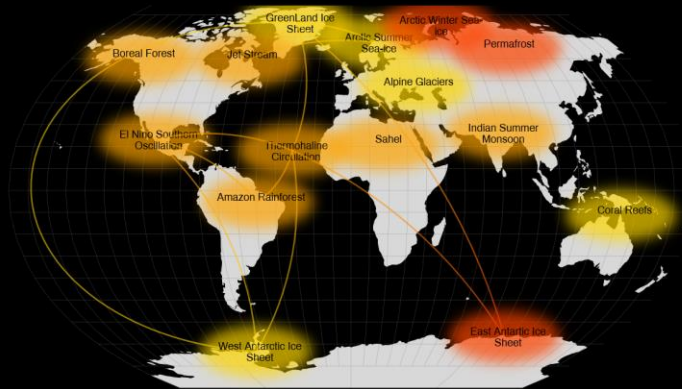 GreenLand Ice
Sheet
Arctic Winter Sea-
Ice
Arctic Summer
Sea-Ice
Permafrost
Boreal Forest
Jet Stream
Alpine Glaciers
El Nino Southern
Oscillation
Thermohaline
Circulation
Sahel
Indian Summer
Monsoon
Amazon Rainforest
Coral Reefs
West Antarctic Ice
Sheet
East Antartic Ice
Sheet